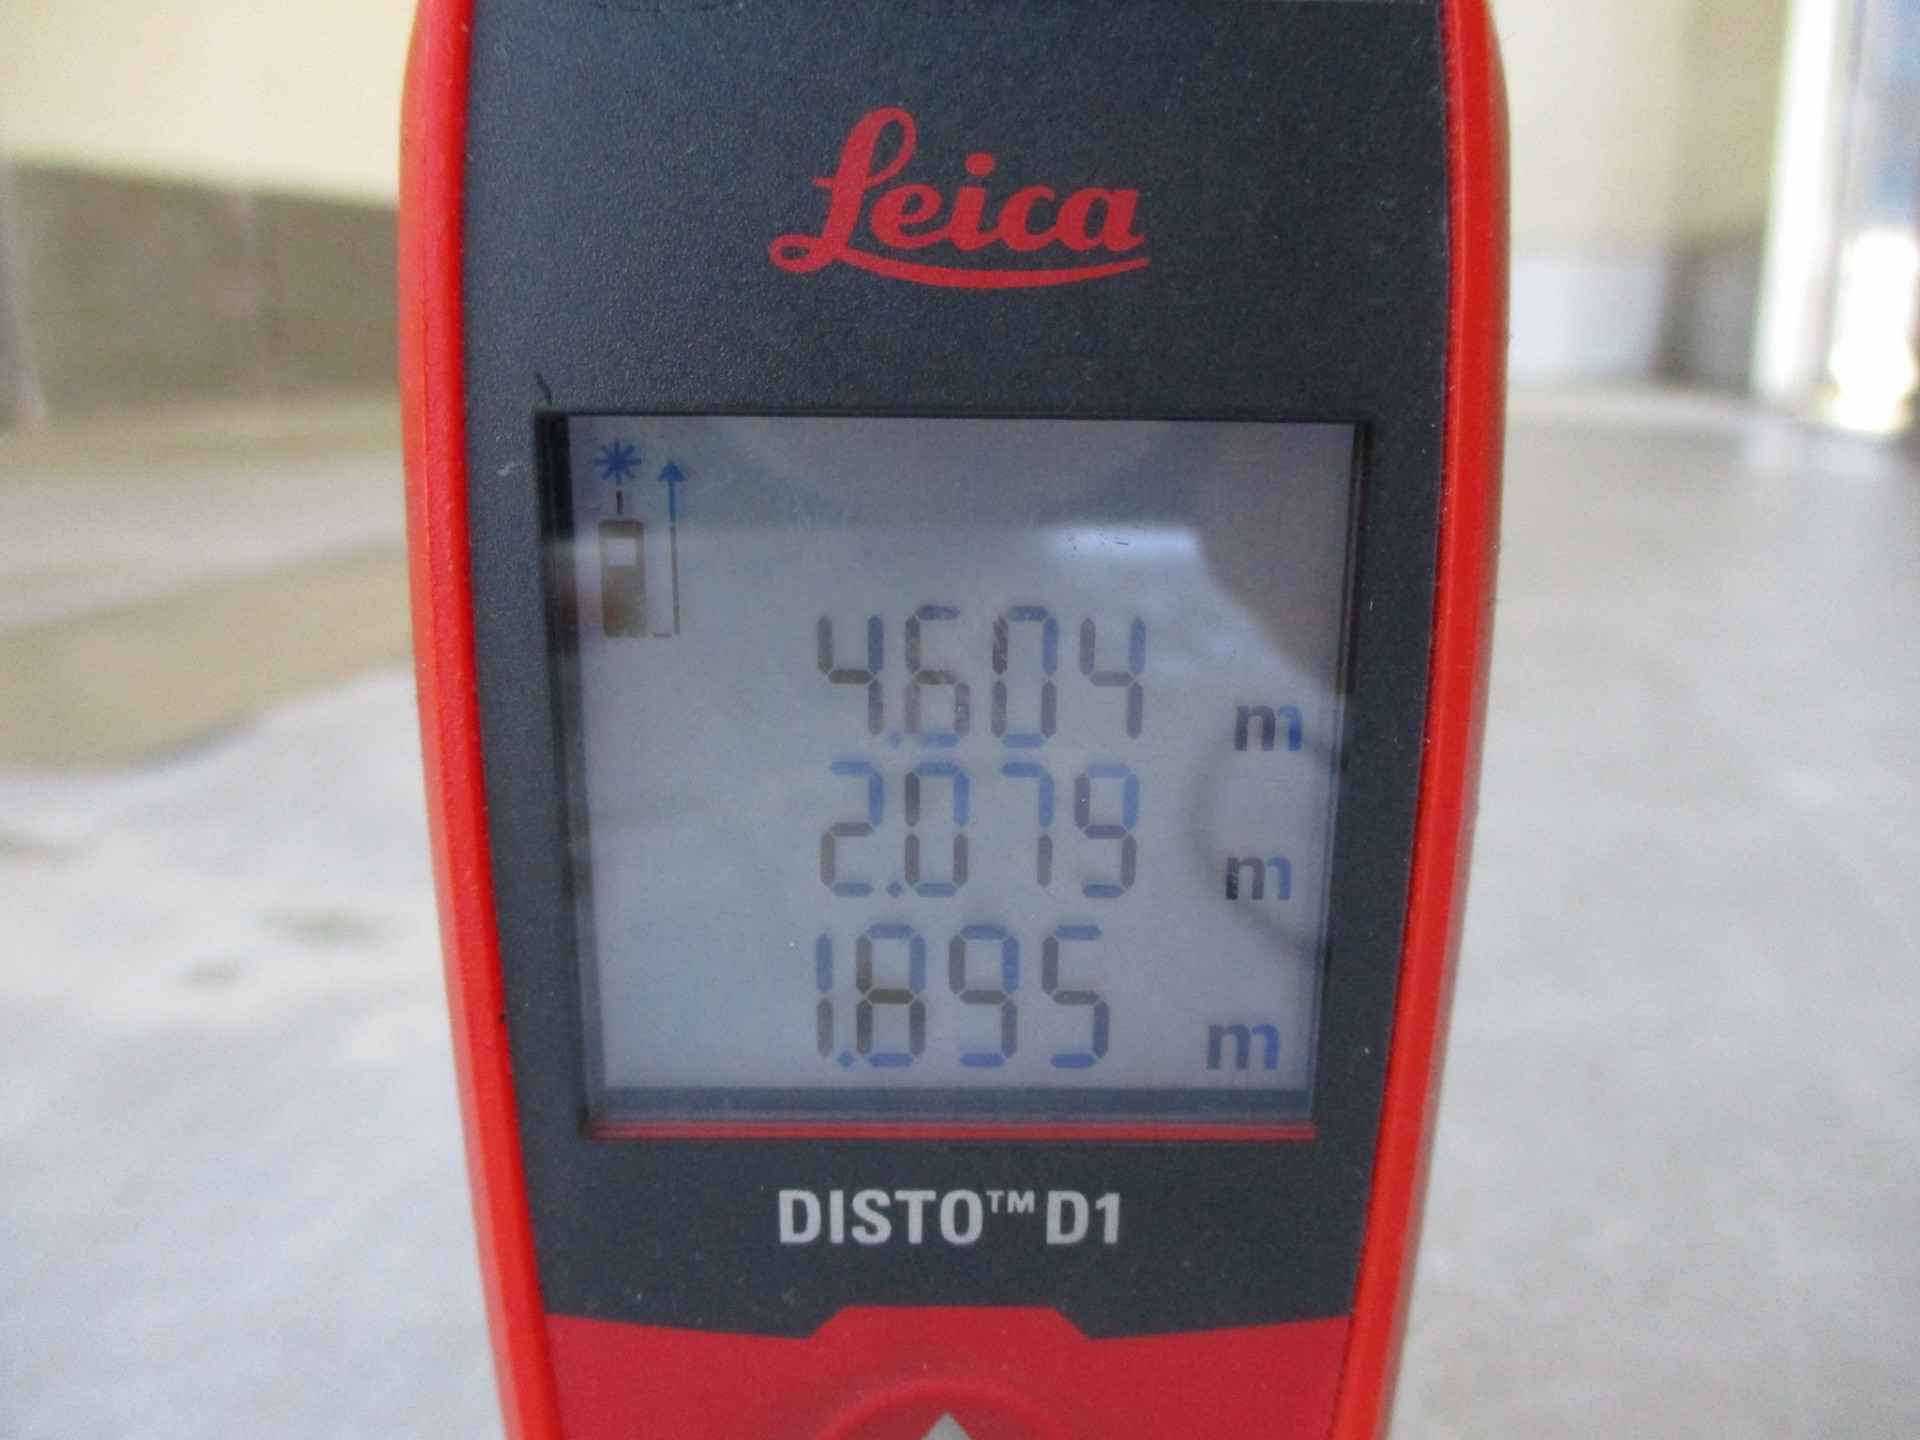 Leica
4.604 m
2.079 m
1.895 m
DISTO™ D1